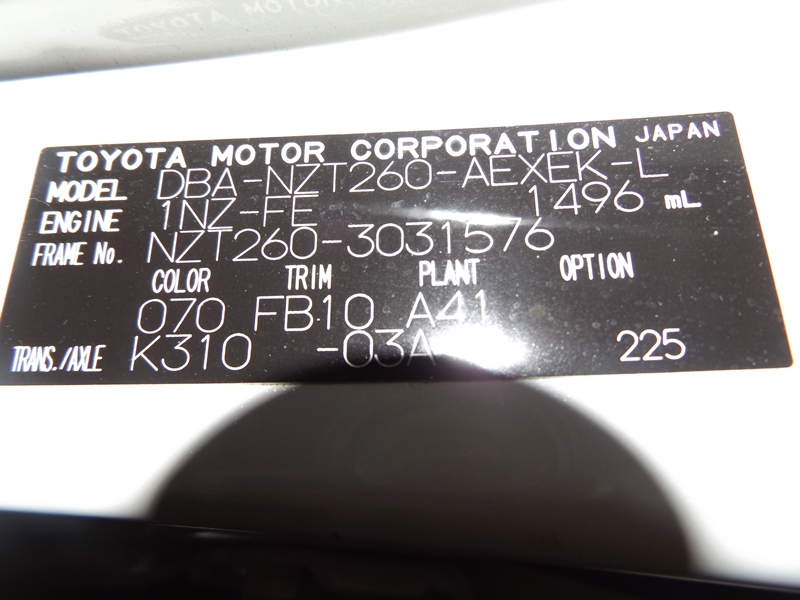 TOYOTA MOTOR CORPORATION JAPAN
MODEL DBA-NZT260-AEXEK-L
ENGINE 1NZ-FE 1496 mL
FRAME No. NZT260-3031576
COLOR TRIM PLANT OPTION
070 FB10 A41
TRANS./AXLE K310 -03A 225